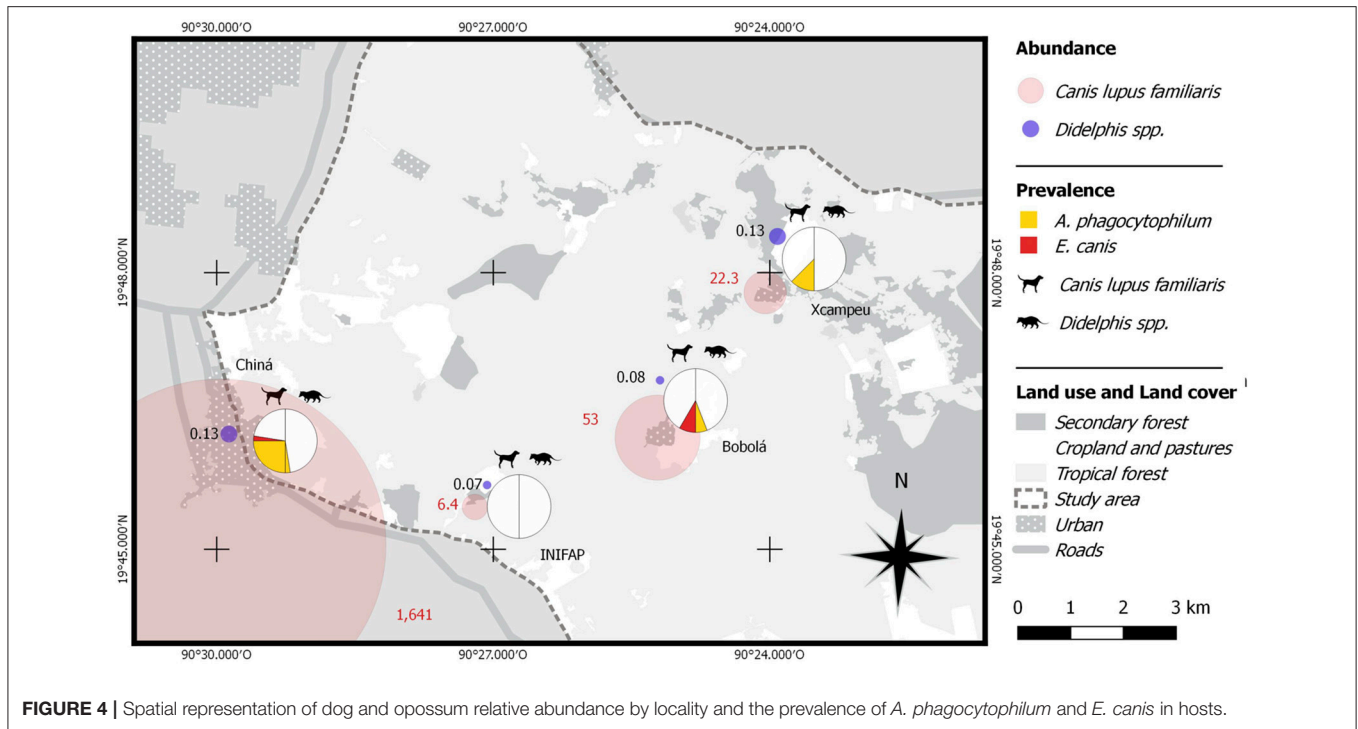 90°30.000'O 90°27.000'O 90°24.000'O
19°48.000'N
19°45.000'N
0.13
22.3
Xcampeu
0.08
53
Bobolá
Chiná
0.13
0.07
6.4
INIFAP
1,641
N
19°48.000'N
19°45.000'N
90°30.000'O 90°27.000'O 90°24.000'O
Abundance
Canis lupus familiaris
Didelphis spp.
Prevalence
A. phagocytophilum
E. canis
Canis lupus familiaris
Didelphis spp.
Land use and Land cover
Secondary forest
Cropland and pastures
Tropical forest
Study area
Urban
Roads
0 1 2 3 km
FIGURE 4 | Spatial representation of dog and opossum relative abundance by locality and the prevalence of A. phagocytophilum and E. canis in hosts.